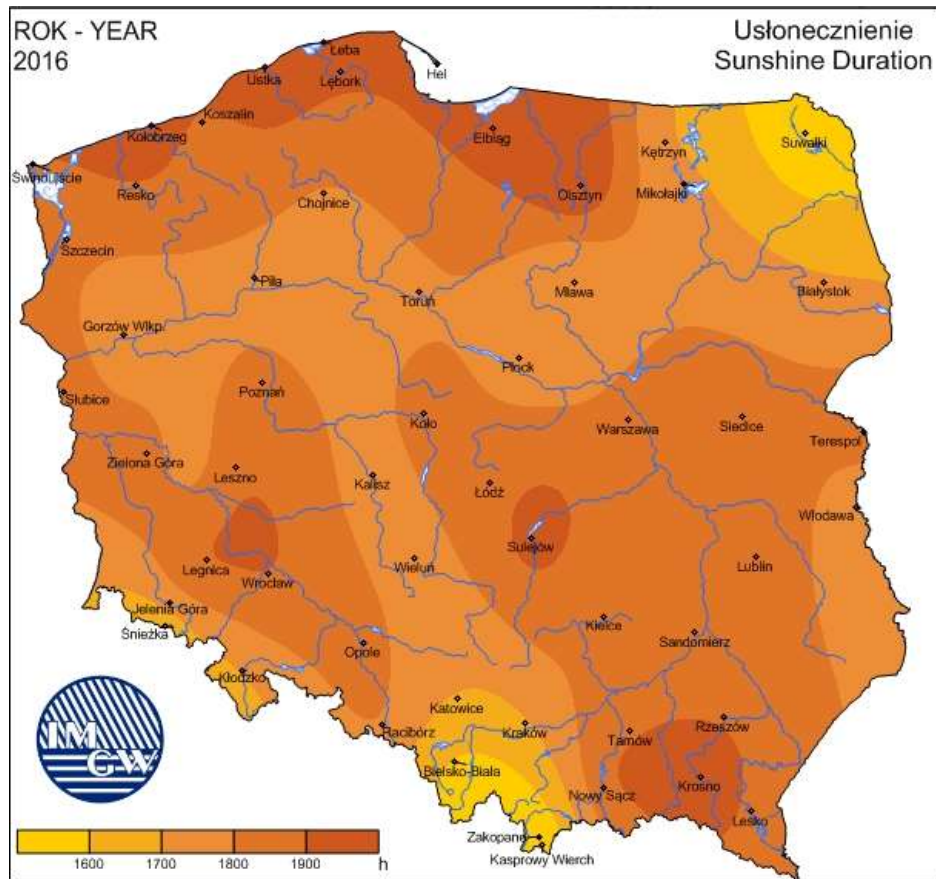 ROK - YEAR
2016
Usłonecznienie
Sunshine Duration
Łeba
Hel
Ustka
Lębork
Koszalin
Kołobrzeg
Elbląg
Suwałki
Kętrzyn
Świnoujście
Resko
Chojnice
Olsztyn
Mikołajki
Szczecin
Piła
Toruń
Mława
Białystok
Gorzów Wlkp.
Płock
Słubice
Poznań
Koło
Warszawa
Siedlce
Terespol
Zielona Góra
Leszno
Kalisz
Łódź
Włodawa
Sulejów
Legnica
Wrocław
Wieluń
Lublin
Jelenia Góra
Śnieżka
Kielce
Sandomierz
Opole
Kłodzko
Katowice
Racibórz
Kraków
Tarnów
Rzeszów
Bielsko-Biała
Krosno
Nowy Sącz
Lesko
Zakopane
Kasprowy Wierch
IM
GW
1600 1700 1800 1900 h